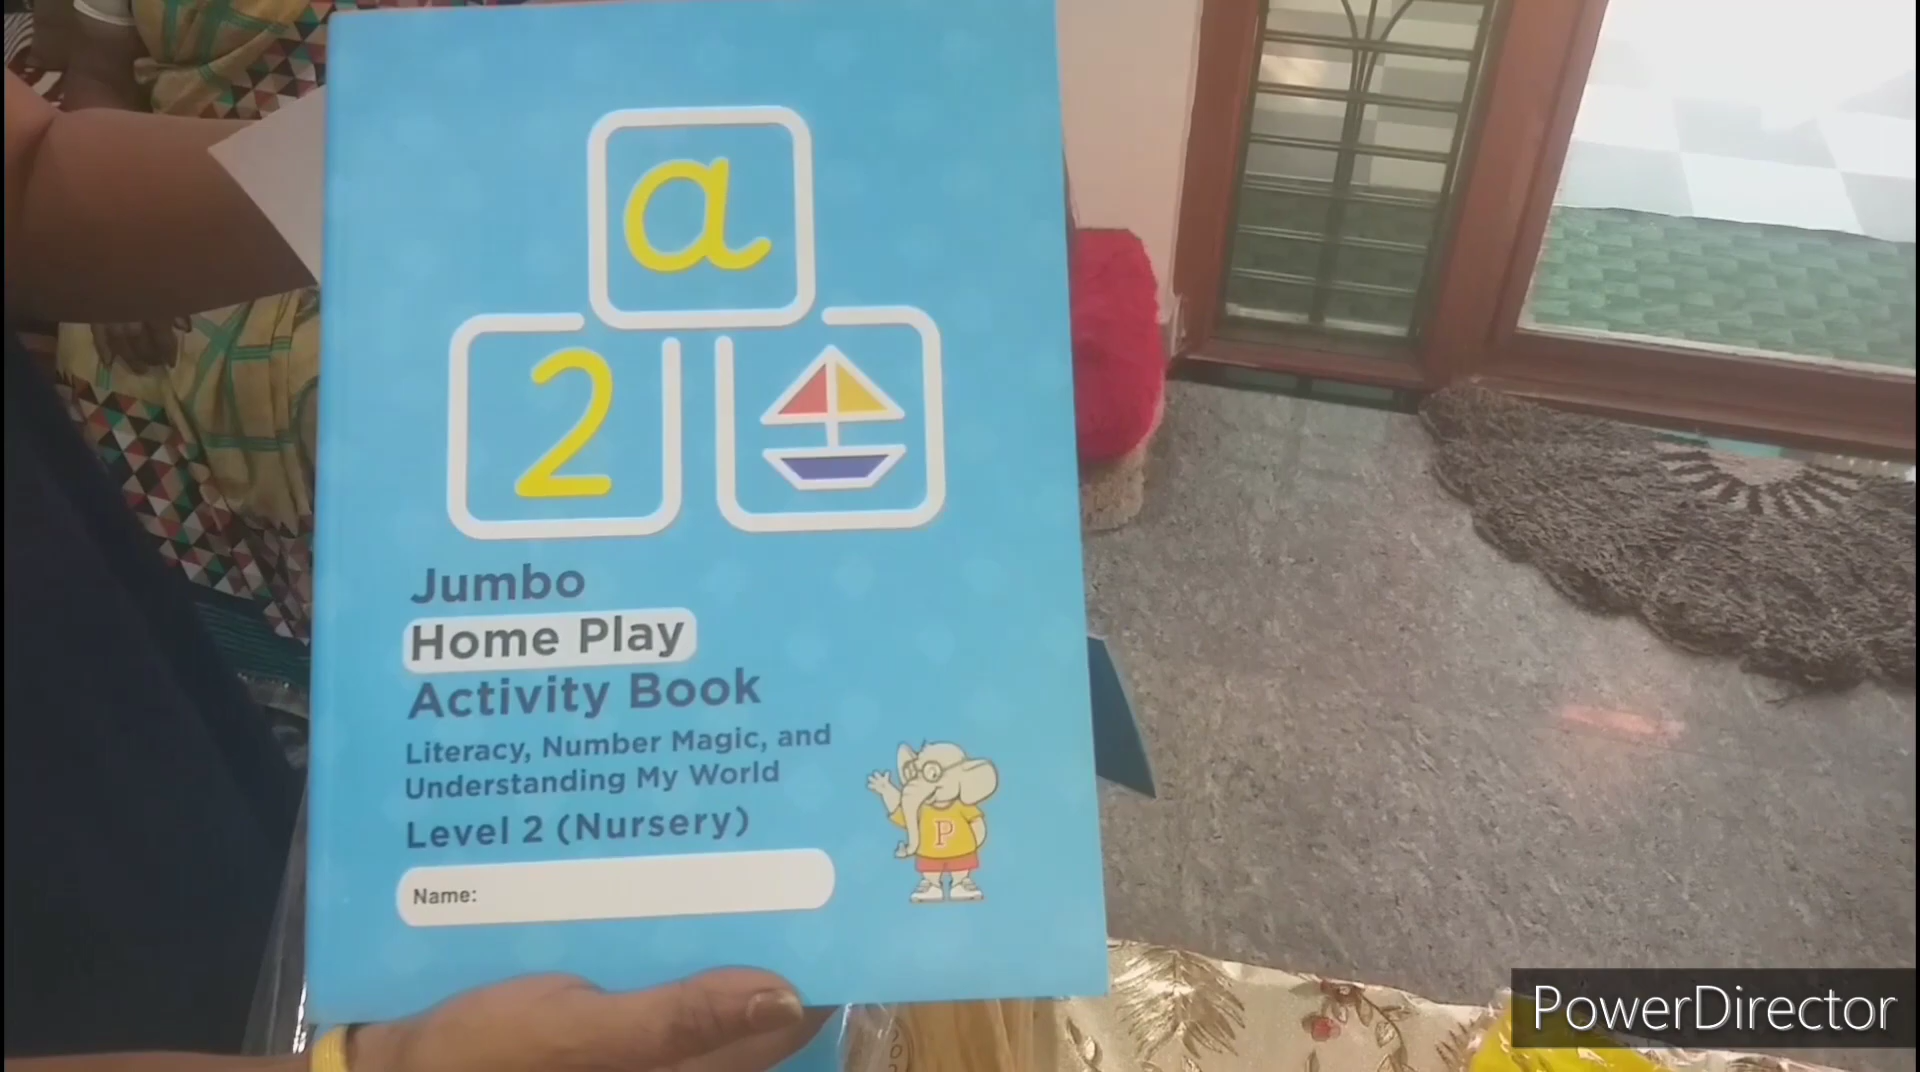 a
2
Jumbo
Home Play
Activity Book
Literacy, Number Magic, and
Understanding My World
Level 2 (Nursery)
Name:
P
PowerDirector